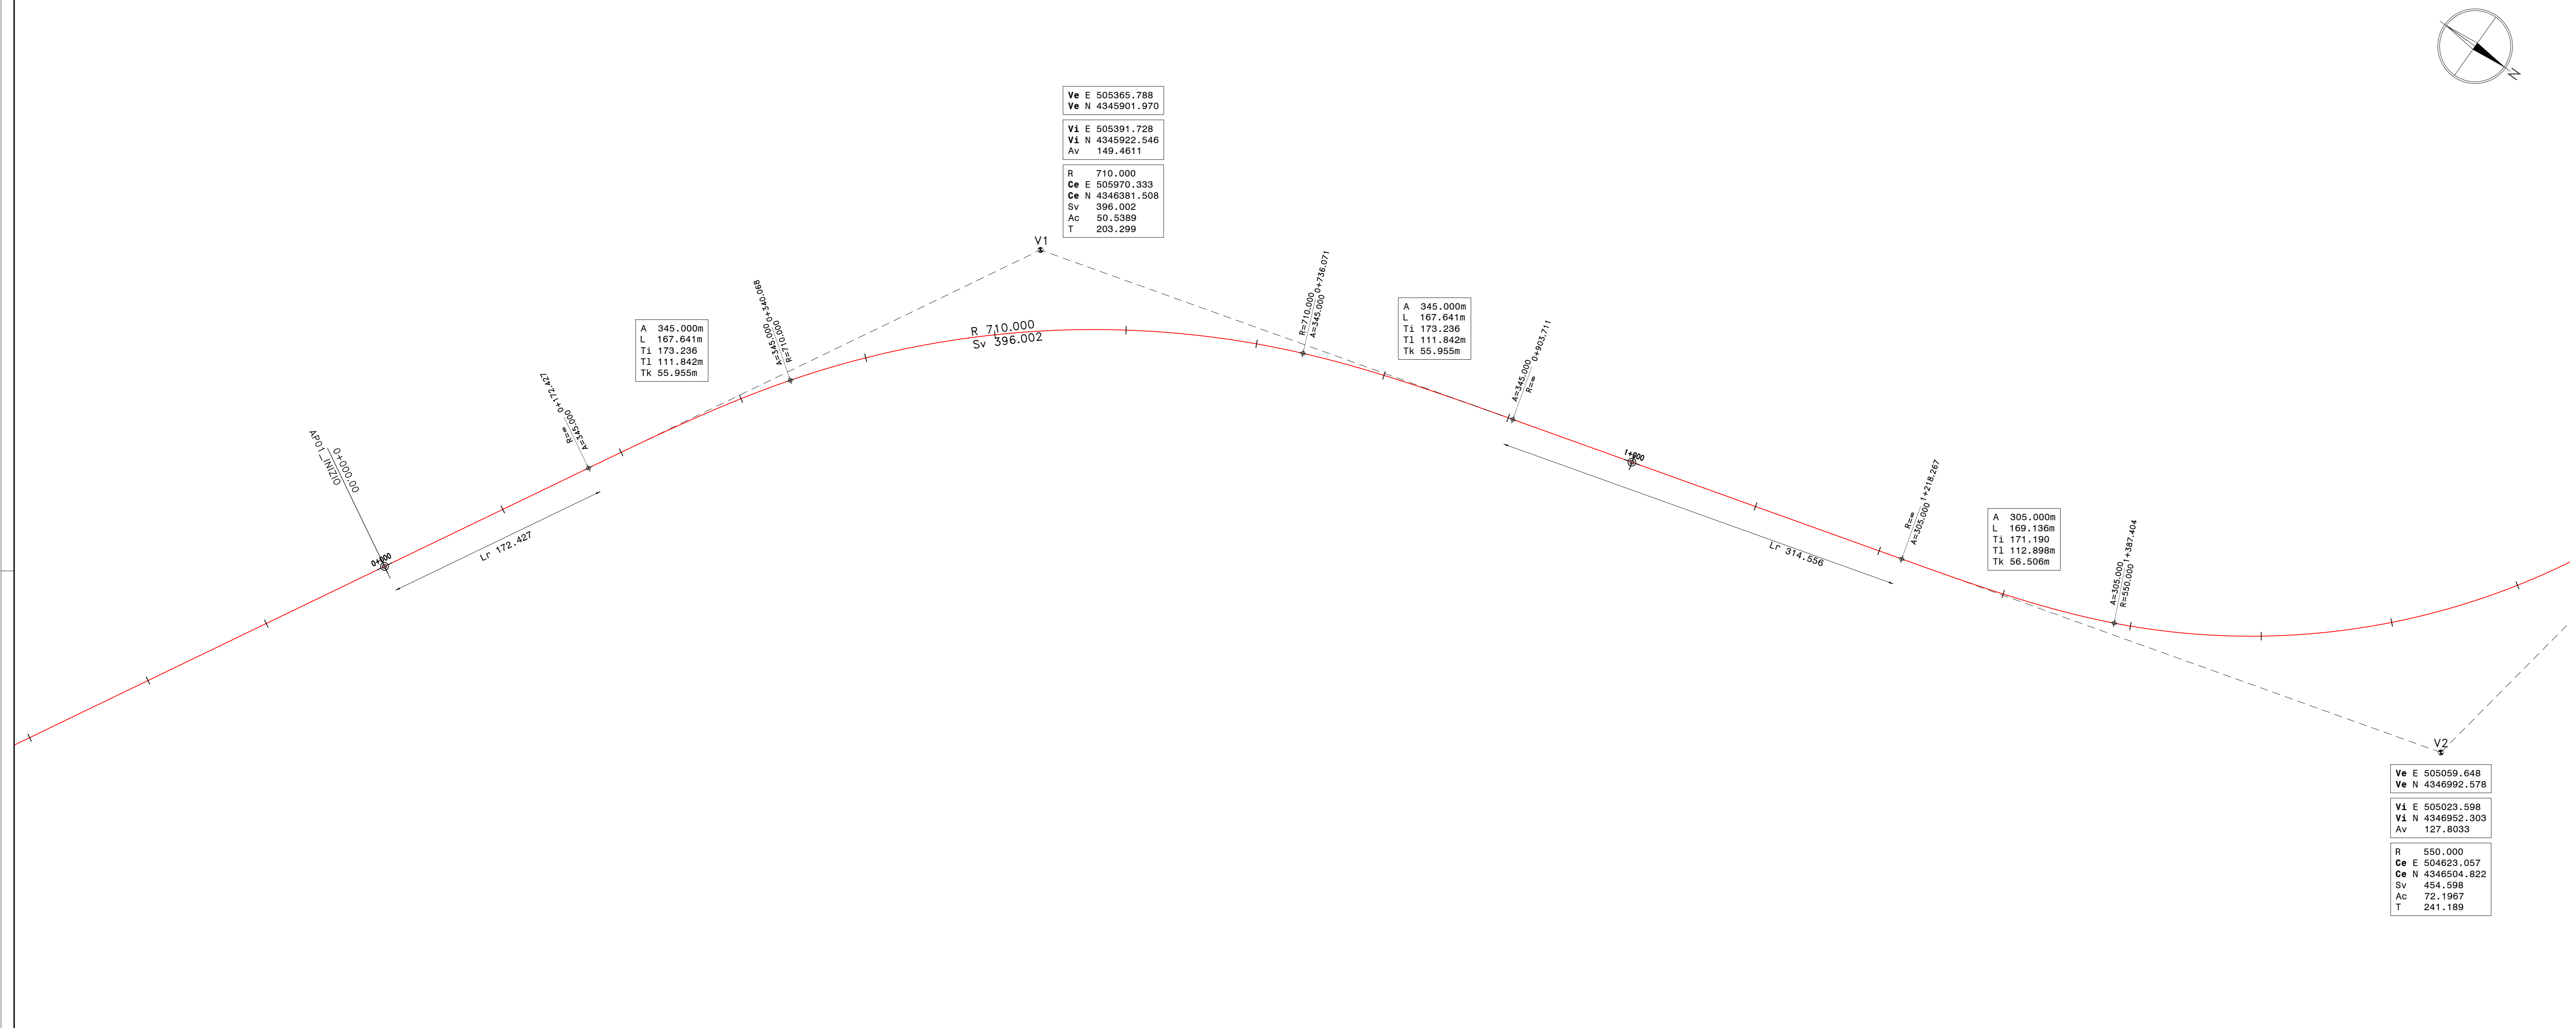 N
Ve E 505365.788
Ve N 4345901.970
Vi E 505391.728
Vi N 4345922.546
Av 149.4611
R 710.000
Ce E 505970.333
Ce N 4346381.508
Sv 396.002
Ac 50.5389
T 203.299
V1
AP01_INIZIO
0+000.00
0+000
Lr 172.427
0+172.427
R=∞
A=345.000
A 345.000m
L 167.641m
Ti 173.236
Tl 111.842m
Tk 55.955m
0+340.068
A=345.000
R=710.000
R 710.000
Sv 396.002
R=710.000
A=345.000
0+736.071
A 345.000m
L 167.641m
Ti 173.236
Tl 111.842m
Tk 55.955m
A=345.000
R=∞
0+903.711
1+000
Lr 314.556
R=∞
A=305.000
1+218.267
A 305.000m
L 169.136m
Ti 171.190
Tl 112.898m
Tk 56.506m
A=305.000
R=550.000
1+387.404
V2
Ve E 505059.648
Ve N 4346992.578
Vi E 505023.598
Vi N 4346952.303
Av 127.8033
R 550.000
Ce E 504623.057
Ce N 4346504.822
Sv 454.598
Ac 72.1967
T 241.189